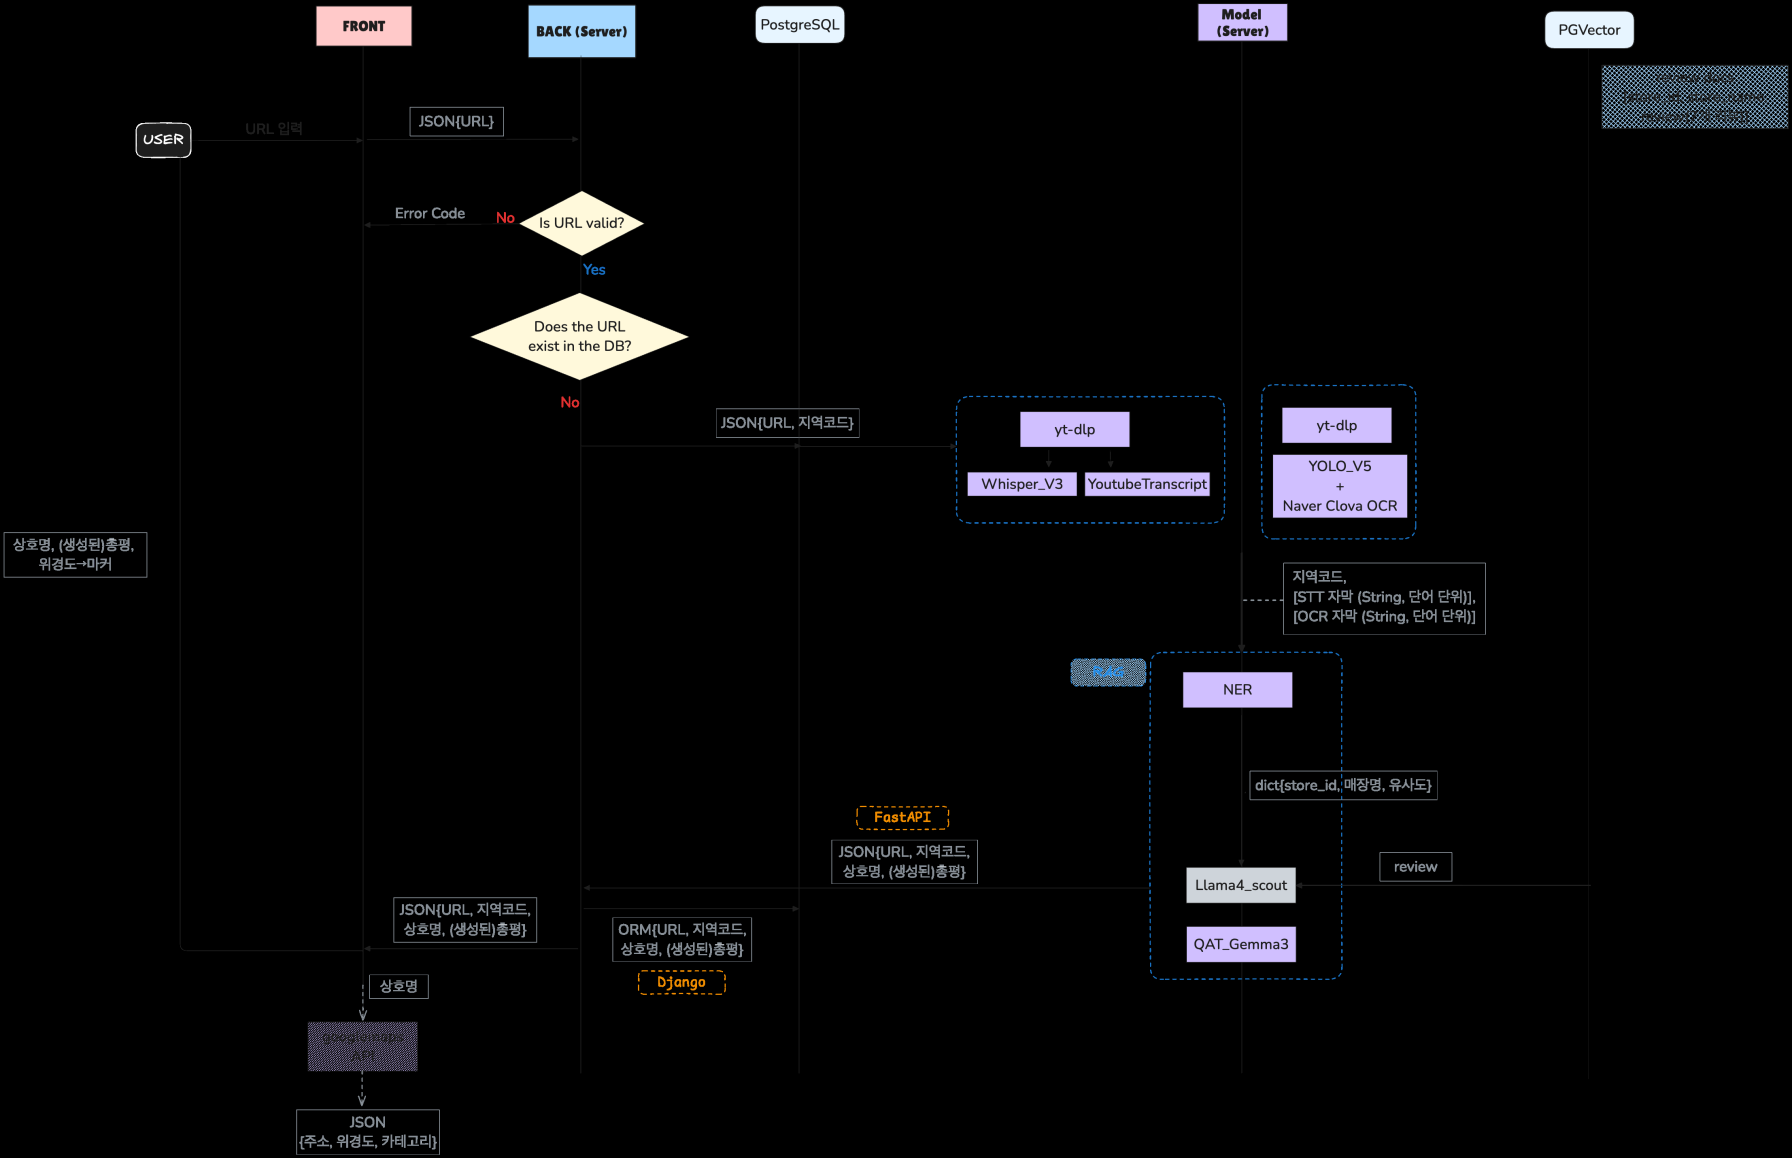 FRONT
BACK (Server)
PostgreSQL
Model
(Server)
PGVector
USER
URL 입력
JSON{URL}
Error Code
No
Is URL valid?
Yes
Does the URL
exist in the DB?
No
JSON{URL, 지역코드}
yt-dlp
Whisper_V3
YoutubeTranscript
yt-dlp
YOLO_V5
+
Naver Clova OCR
상호명, (생성된)총평,
위경도→마커
지역코드,
[STT 자막 (String, 단어 단위)],
[OCR 자막 (String, 단어 단위)]
NER
dict{store_id, 매장명, 유사도}
FastAPI
JSON{URL, 지역코드,
상호명, (생성된)총평}
review
Llama4_scout
QAT_Gemma3
JSON{URL, 지역코드,
상호명, (생성된)총평}
ORM{URL, 지역코드,
상호명, (생성된)총평}
Django
상호명
google maps
API
JSON
{주소, 위경도, 카테고리}